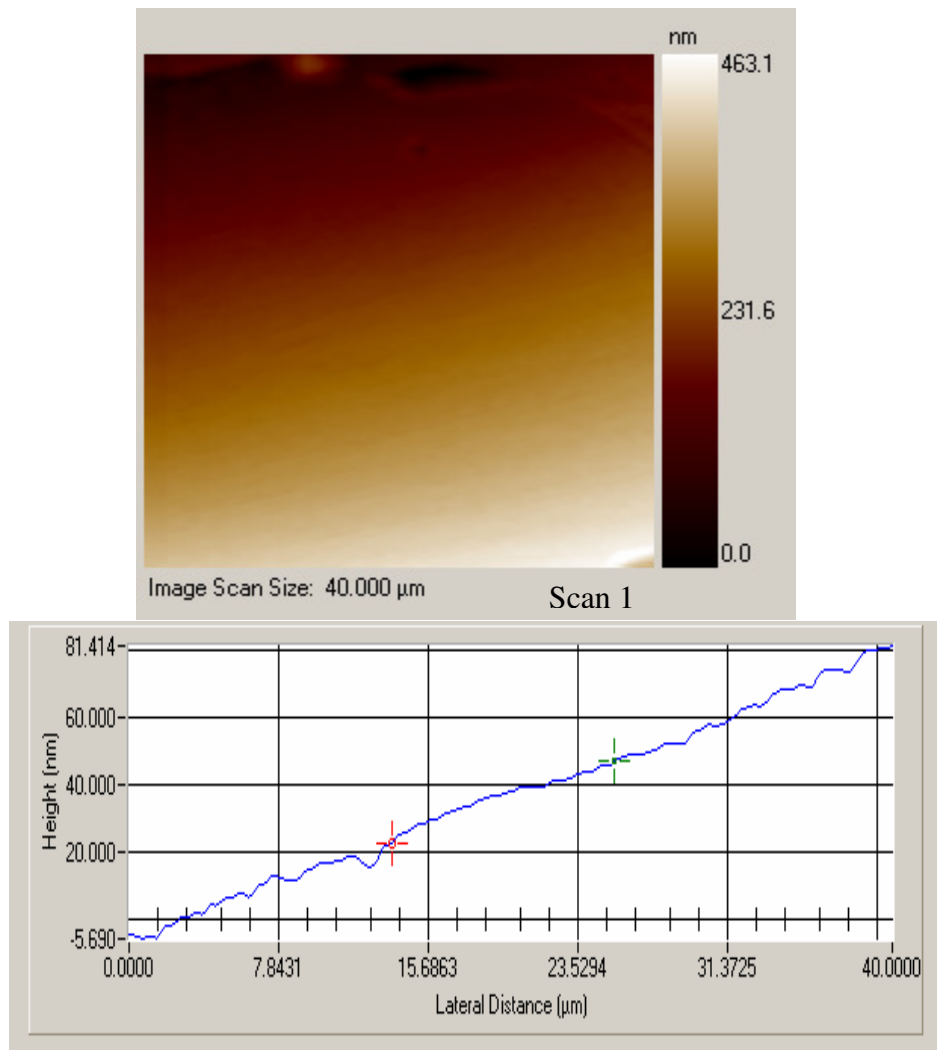 nm
463.1
231.6
0.0
Image Scan Size: 40.000 µm
Scan 1
81.414
60.000
40.000
20.000
-5.690
Height (nm)
0.0000 7.8431 15.6863 23.5294 31.3725 40.0000
Lateral Distance (µm)